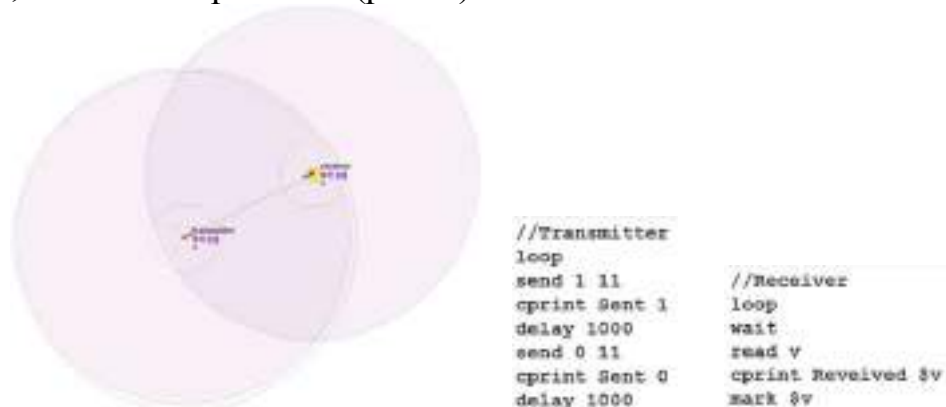 //Transmitter
loop
send 1 11
cprint Sent 1
delay 1000
send 0 11
cprint Sent 0
delay 1000
//Receiver
loop
wait
read v
cprint Reveived $v
mark $v